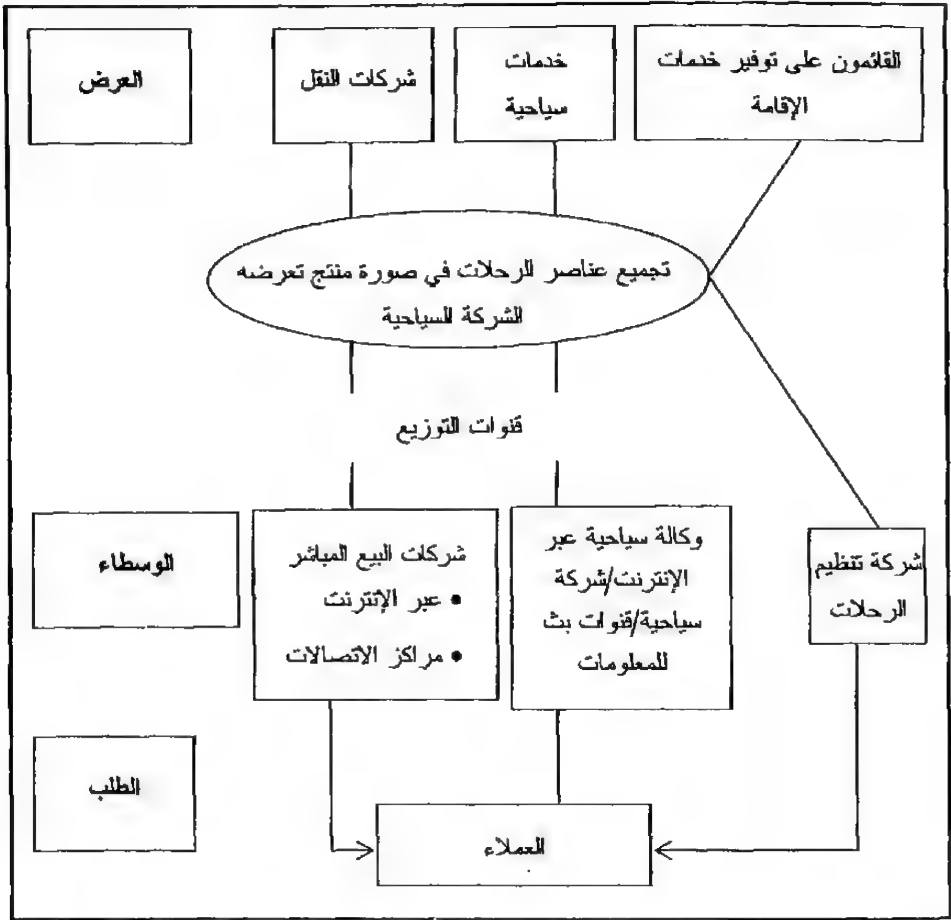 القائمون على توفير خدمات
الإقامة
خدمات
سياحية
شركات النقل
العرض
تجميع عناصر الرحلات في صورة منتج تعرضه
الشركة السياحية
قنوات التوزيع
شركة تنظيم
الرحلات
وكالة سياحية عبر
الإنترنت/شركة
سياحية/قنوات بث
للمعلومات
شركات البيع المباشر
• عبر الإنترنت
• مراكز الاتصالات
الوسطاء
الطلب
العملاء